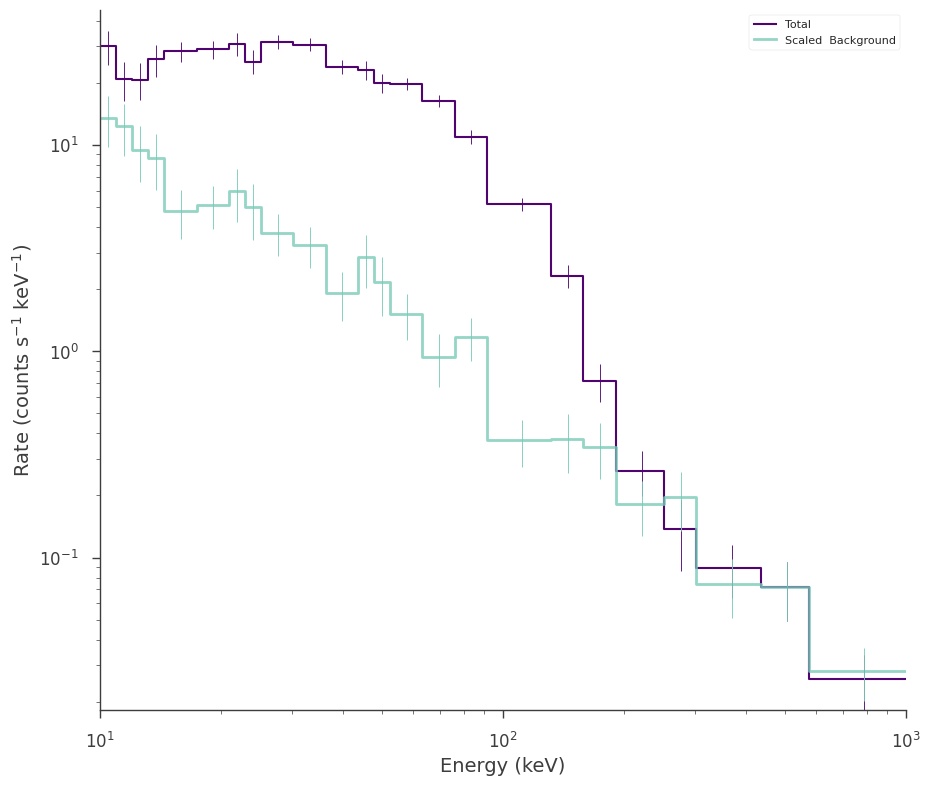 Total
Scaled  Background
Rate (counts s⁻¹ keV⁻¹)
10¹
10⁰
10⁻¹
10¹
10²
10³
Energy (keV)